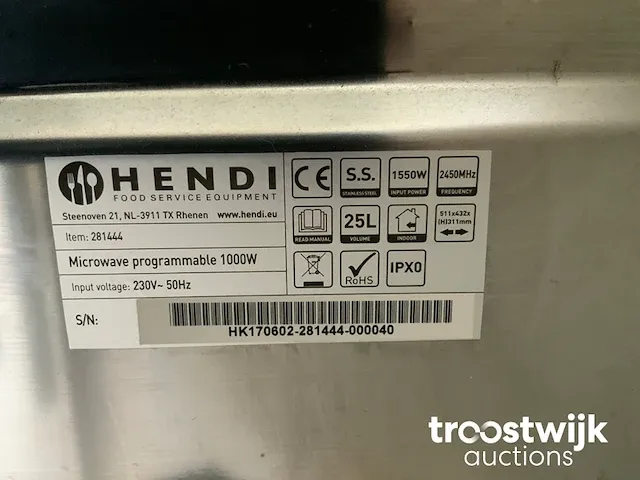 HENDI
FOOD SERVICE EQUIPMENT
Steenoven 21, NL-3911 TX Rhenen www.hendi.eu
Item: 281444
Microwave programmable 1000W
Input voltage: 230V~ 50Hz
CE
S.S.
STAINLESS STEEL
1550W
INPUT POWER
2450MHz
FREQUENCY
READ MANUAL
25L
VOLUME
INDOOR
511x432x
(H)311mm
RoHS
IPX0
S/N:
HK170602-281444-000040
troostwijk
auctions